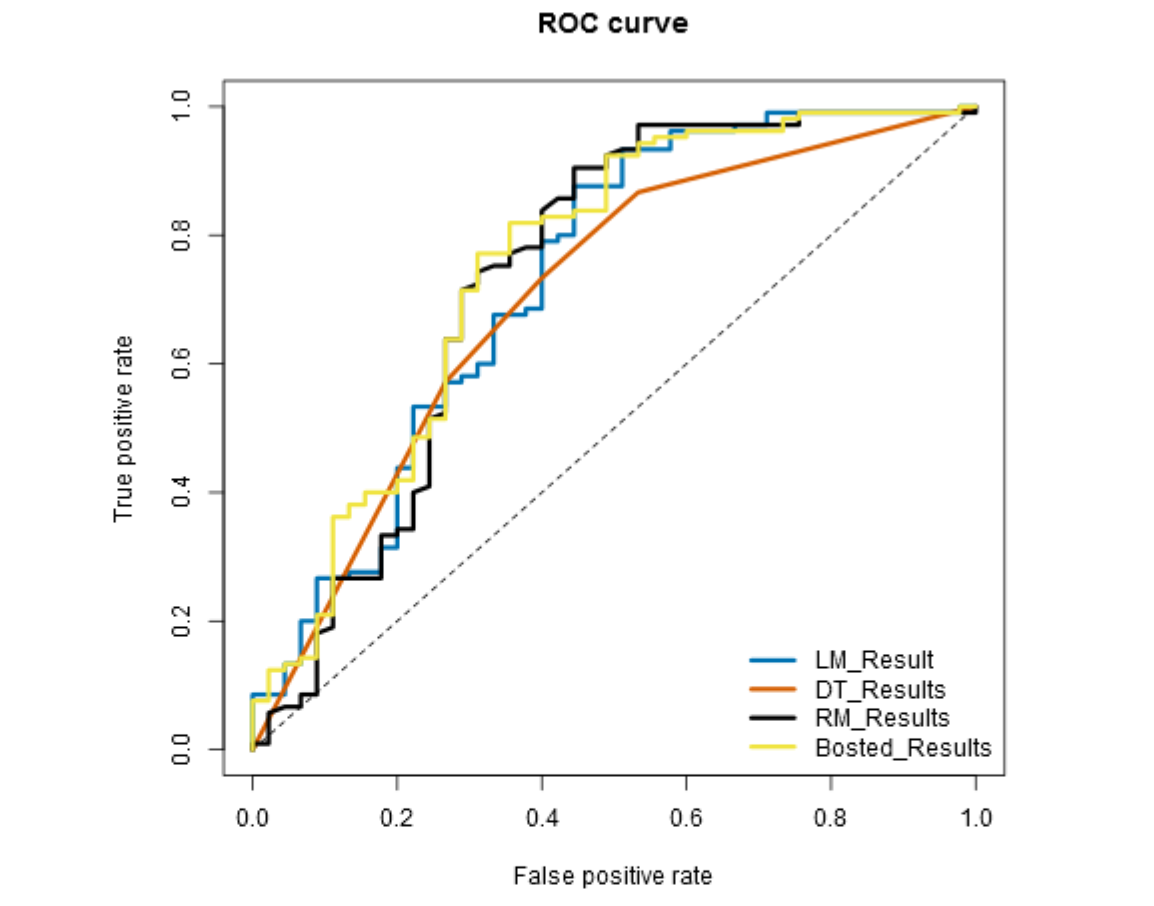 ROC curve
True positive rate
1.0
0.8
0.6
0.4
0.2
0.0
LM_Result
DT_Results
RM_Results
Bosted_Results
0.0 0.2 0.4 0.6 0.8 1.0
False positive rate